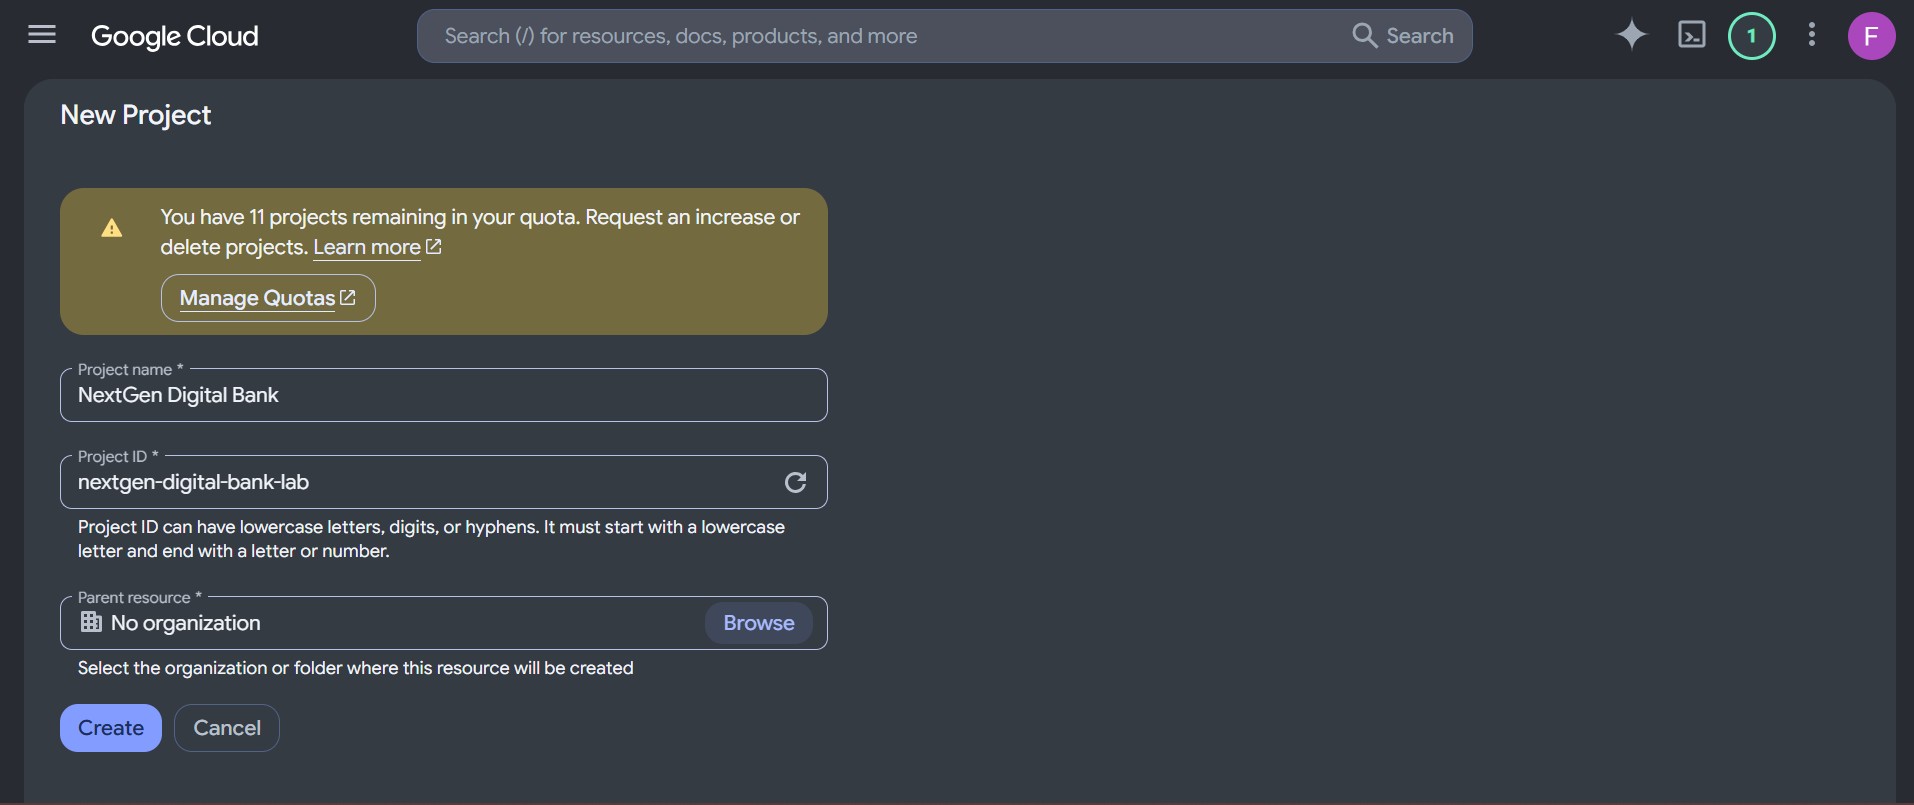 Google Cloud
Search (/) for resources, docs, products, and more
Search
1
F
New Project
You have 11 projects remaining in your quota. Request an increase or
delete projects. Learn more
Manage Quotas
Project name *
NextGen Digital Bank
Project ID *
nextgen-digital-bank-lab
Project ID can have lowercase letters, digits, or hyphens. It must start with a lowercase
letter and end with a letter or number.
Parent resource *
No organization
Browse
Select the organization or folder where this resource will be created
Create
Cancel